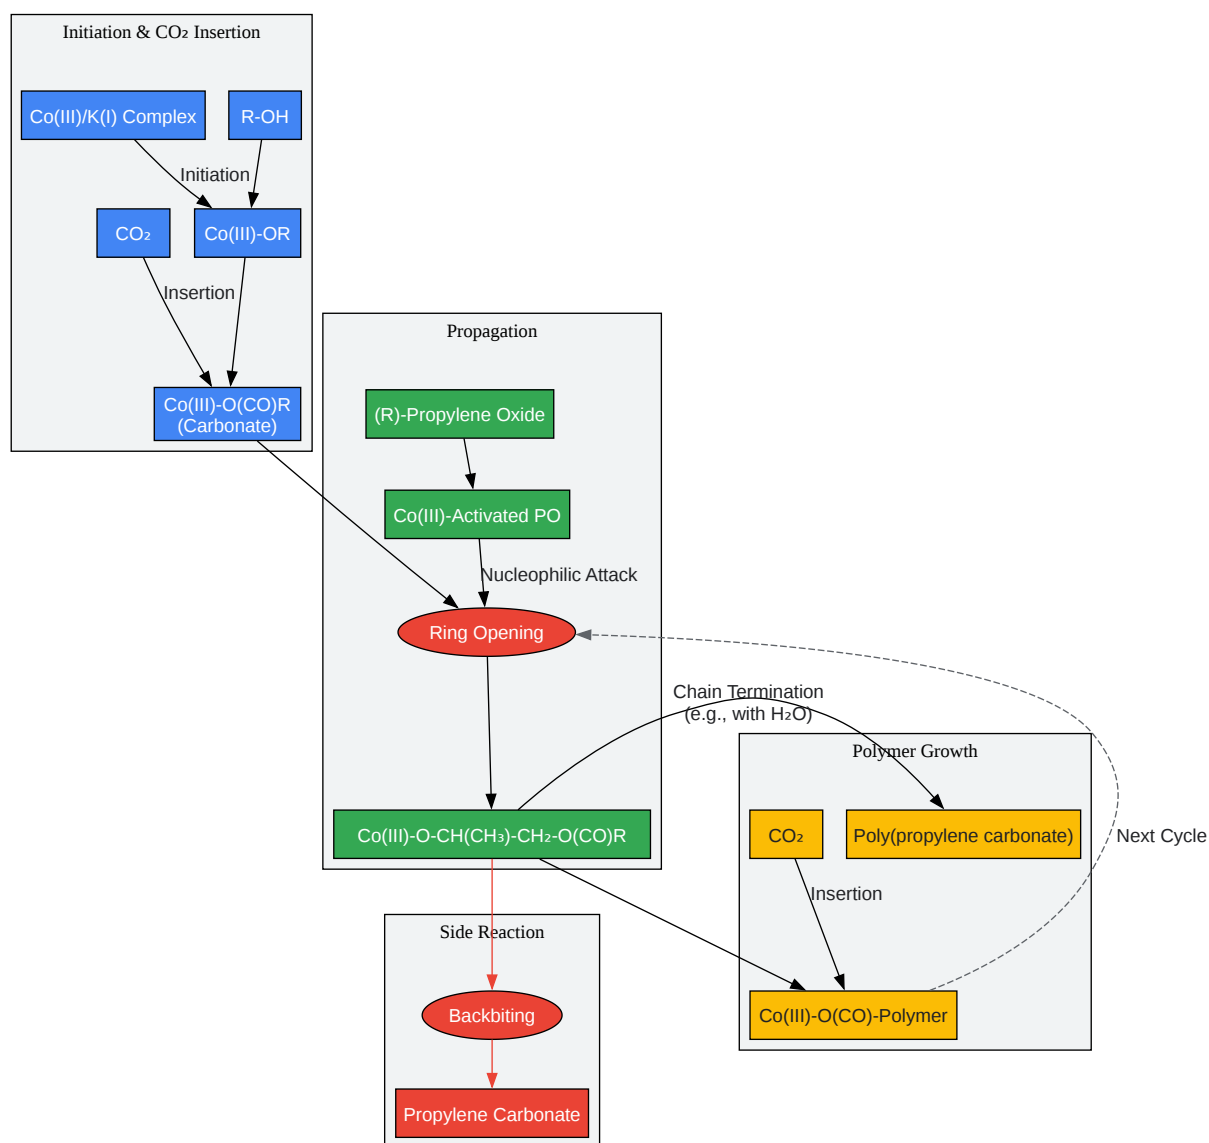 Initiation & CO₂ Insertion
Co(III)/K(I) Complex
R-OH
Initiation
CO₂
Co(III)-OR
Insertion
Co(III)-O(CO)R
(Carbonate)
Propagation
(R)-Propylene Oxide
Co(III)-Activated PO
Nucleophilic Attack
Ring Opening
Chain Termination
(e.g., with H₂O)
Co(III)-O-CH(CH₃)-CH₂-O(CO)R
Polymer Growth
CO₂
Poly(propylene carbonate)
Next Cycle
Insertion
Co(III)-O(CO)-Polymer
Side Reaction
Backbiting
Propylene Carbonate